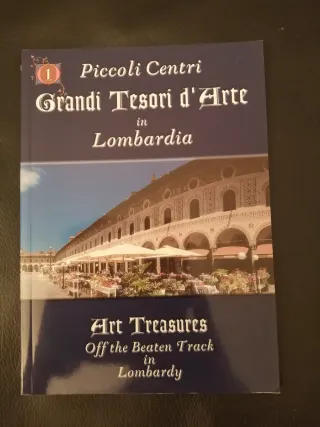 1
Piccoli Centri
Grandi Tesori d'Arte
in
Lombardia
Art Treasures
Off the Beaten Track
in
Lombardy